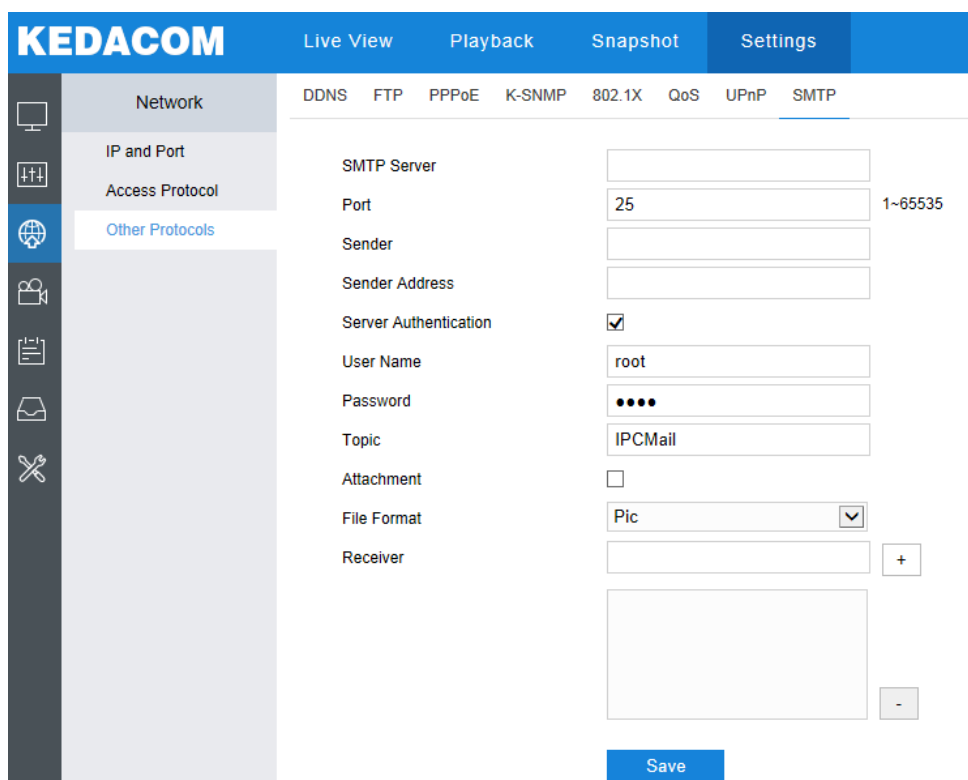 KEDACOM Live View Playback Snapshot Settings
Network
DDNS FTP PPPoE K-SNMP 802.1X QoS UPnP SMTP
IP and Port
Access Protocol
Other Protocols
SMTP Server
Port 25 1~65535
Sender
Sender Address
Server Authentication
User Name root
Password ••••
Topic IPCMail
Attachment
File Format Pic
Receiver +
-
Save